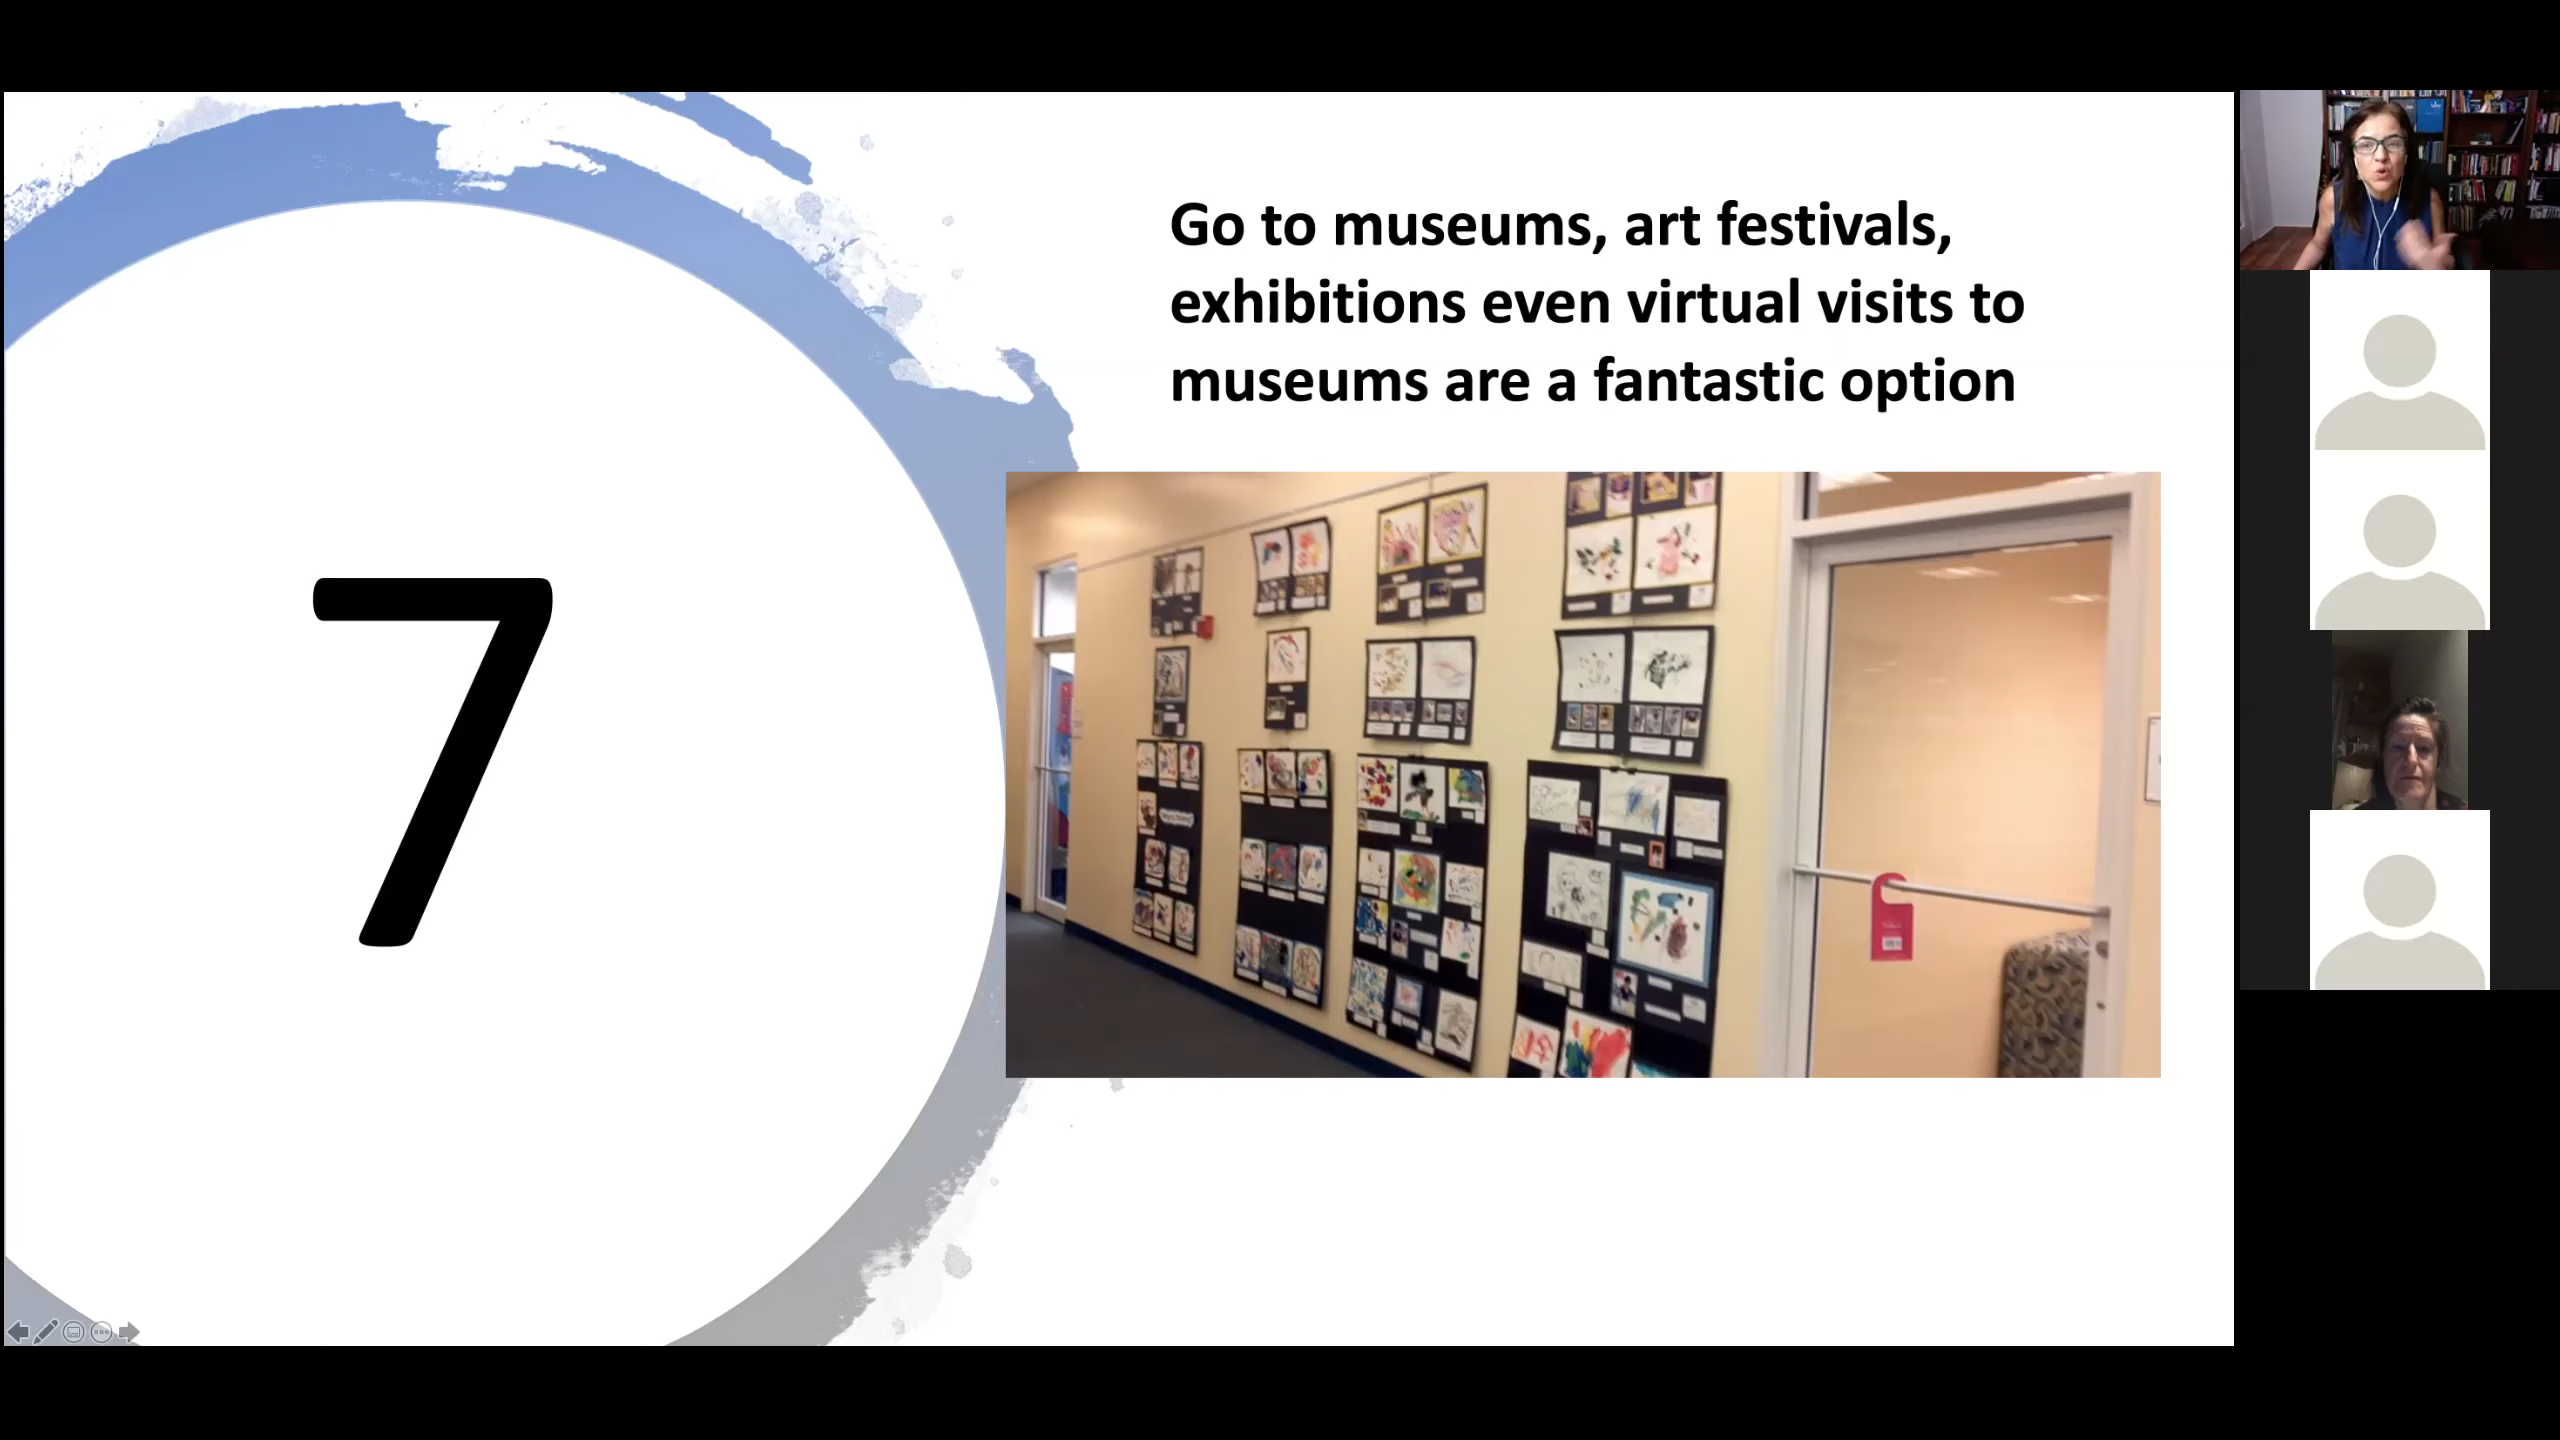 Go to museums, art festivals,
exhibitions even virtual visits to
museums are a fantastic option
7